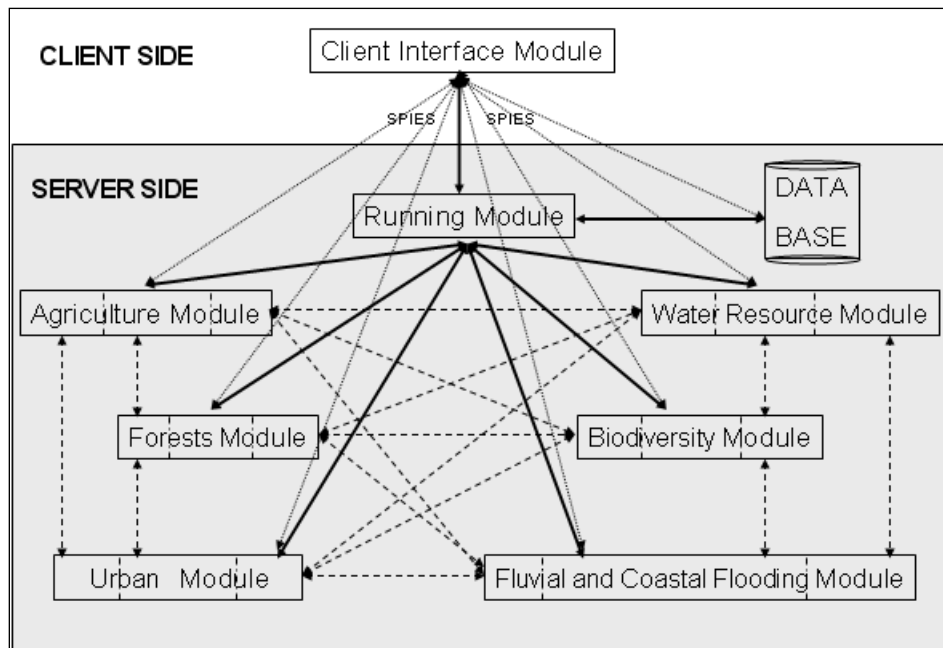 CLIENT SIDE
Client Interface Module
SPIES
SPIES
SERVER SIDE
Running Module
DATA
BASE
Agriculture Module
Water Resource Module
Forests Module
Biodiversity Module
Urban Module
Fluvial and Coastal Flooding Module